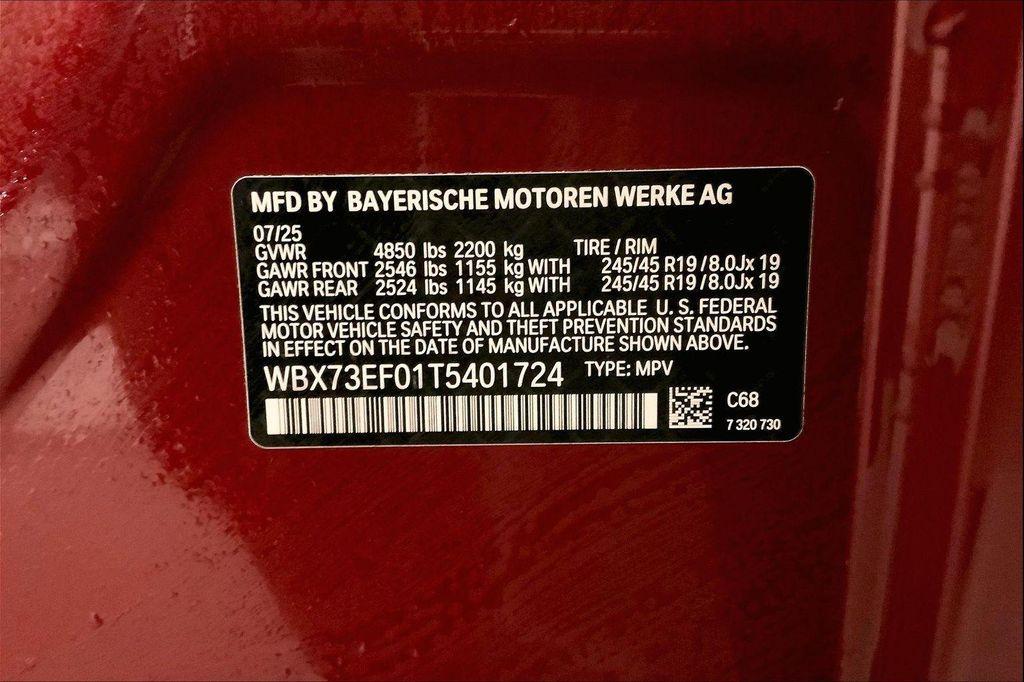 MFD BY BAYERISCHE MOTOREN WERKE AG
07/25
GVWR 4850 lbs 2200 kg TIRE / RIM
GAWR FRONT 2546 lbs 1155 kg WITH 245/45 R19 / 8.0Jx 19
GAWR REAR 2524 lbs 1145 kg WITH 245/45 R19 / 8.0Jx 19
THIS VEHICLE CONFORMS TO ALL APPLICABLE U. S. FEDERAL
MOTOR VEHICLE SAFETY AND THEFT PREVENTION STANDARDS
IN EFFECT ON THE DATE OF MANUFACTURE SHOWN ABOVE.
WBX73EF01T5401724 TYPE: MPV
C68
7 320 730